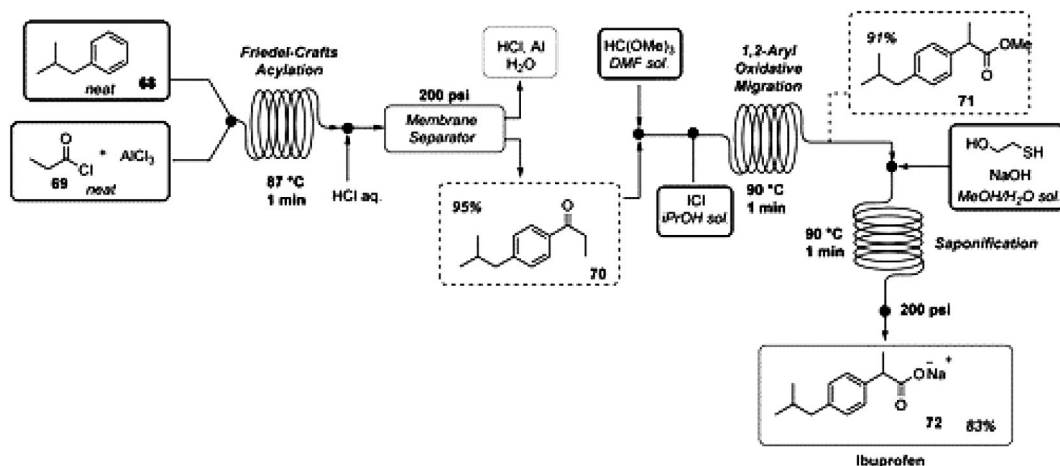 neat 68
O
Cl + AlCl3
69
neat
Friedel-Crafts
Acylation
87 °C
1 min
HCl aq.
HCl, Al
H2O
200 psi
Membrane
Separator
95%
O
70
HC(OMe)3
DMF sol.
ICl
iPrOH sol.
1,2-Aryl
Oxidative
Migration
90 °C
1 min
91%
OMe
O
71
HO
SH
NaOH
MeOH/H2O sol.
90 °C
1 min
Saponification
200 psi
O−Na+
O
72
83%
Ibuprofen